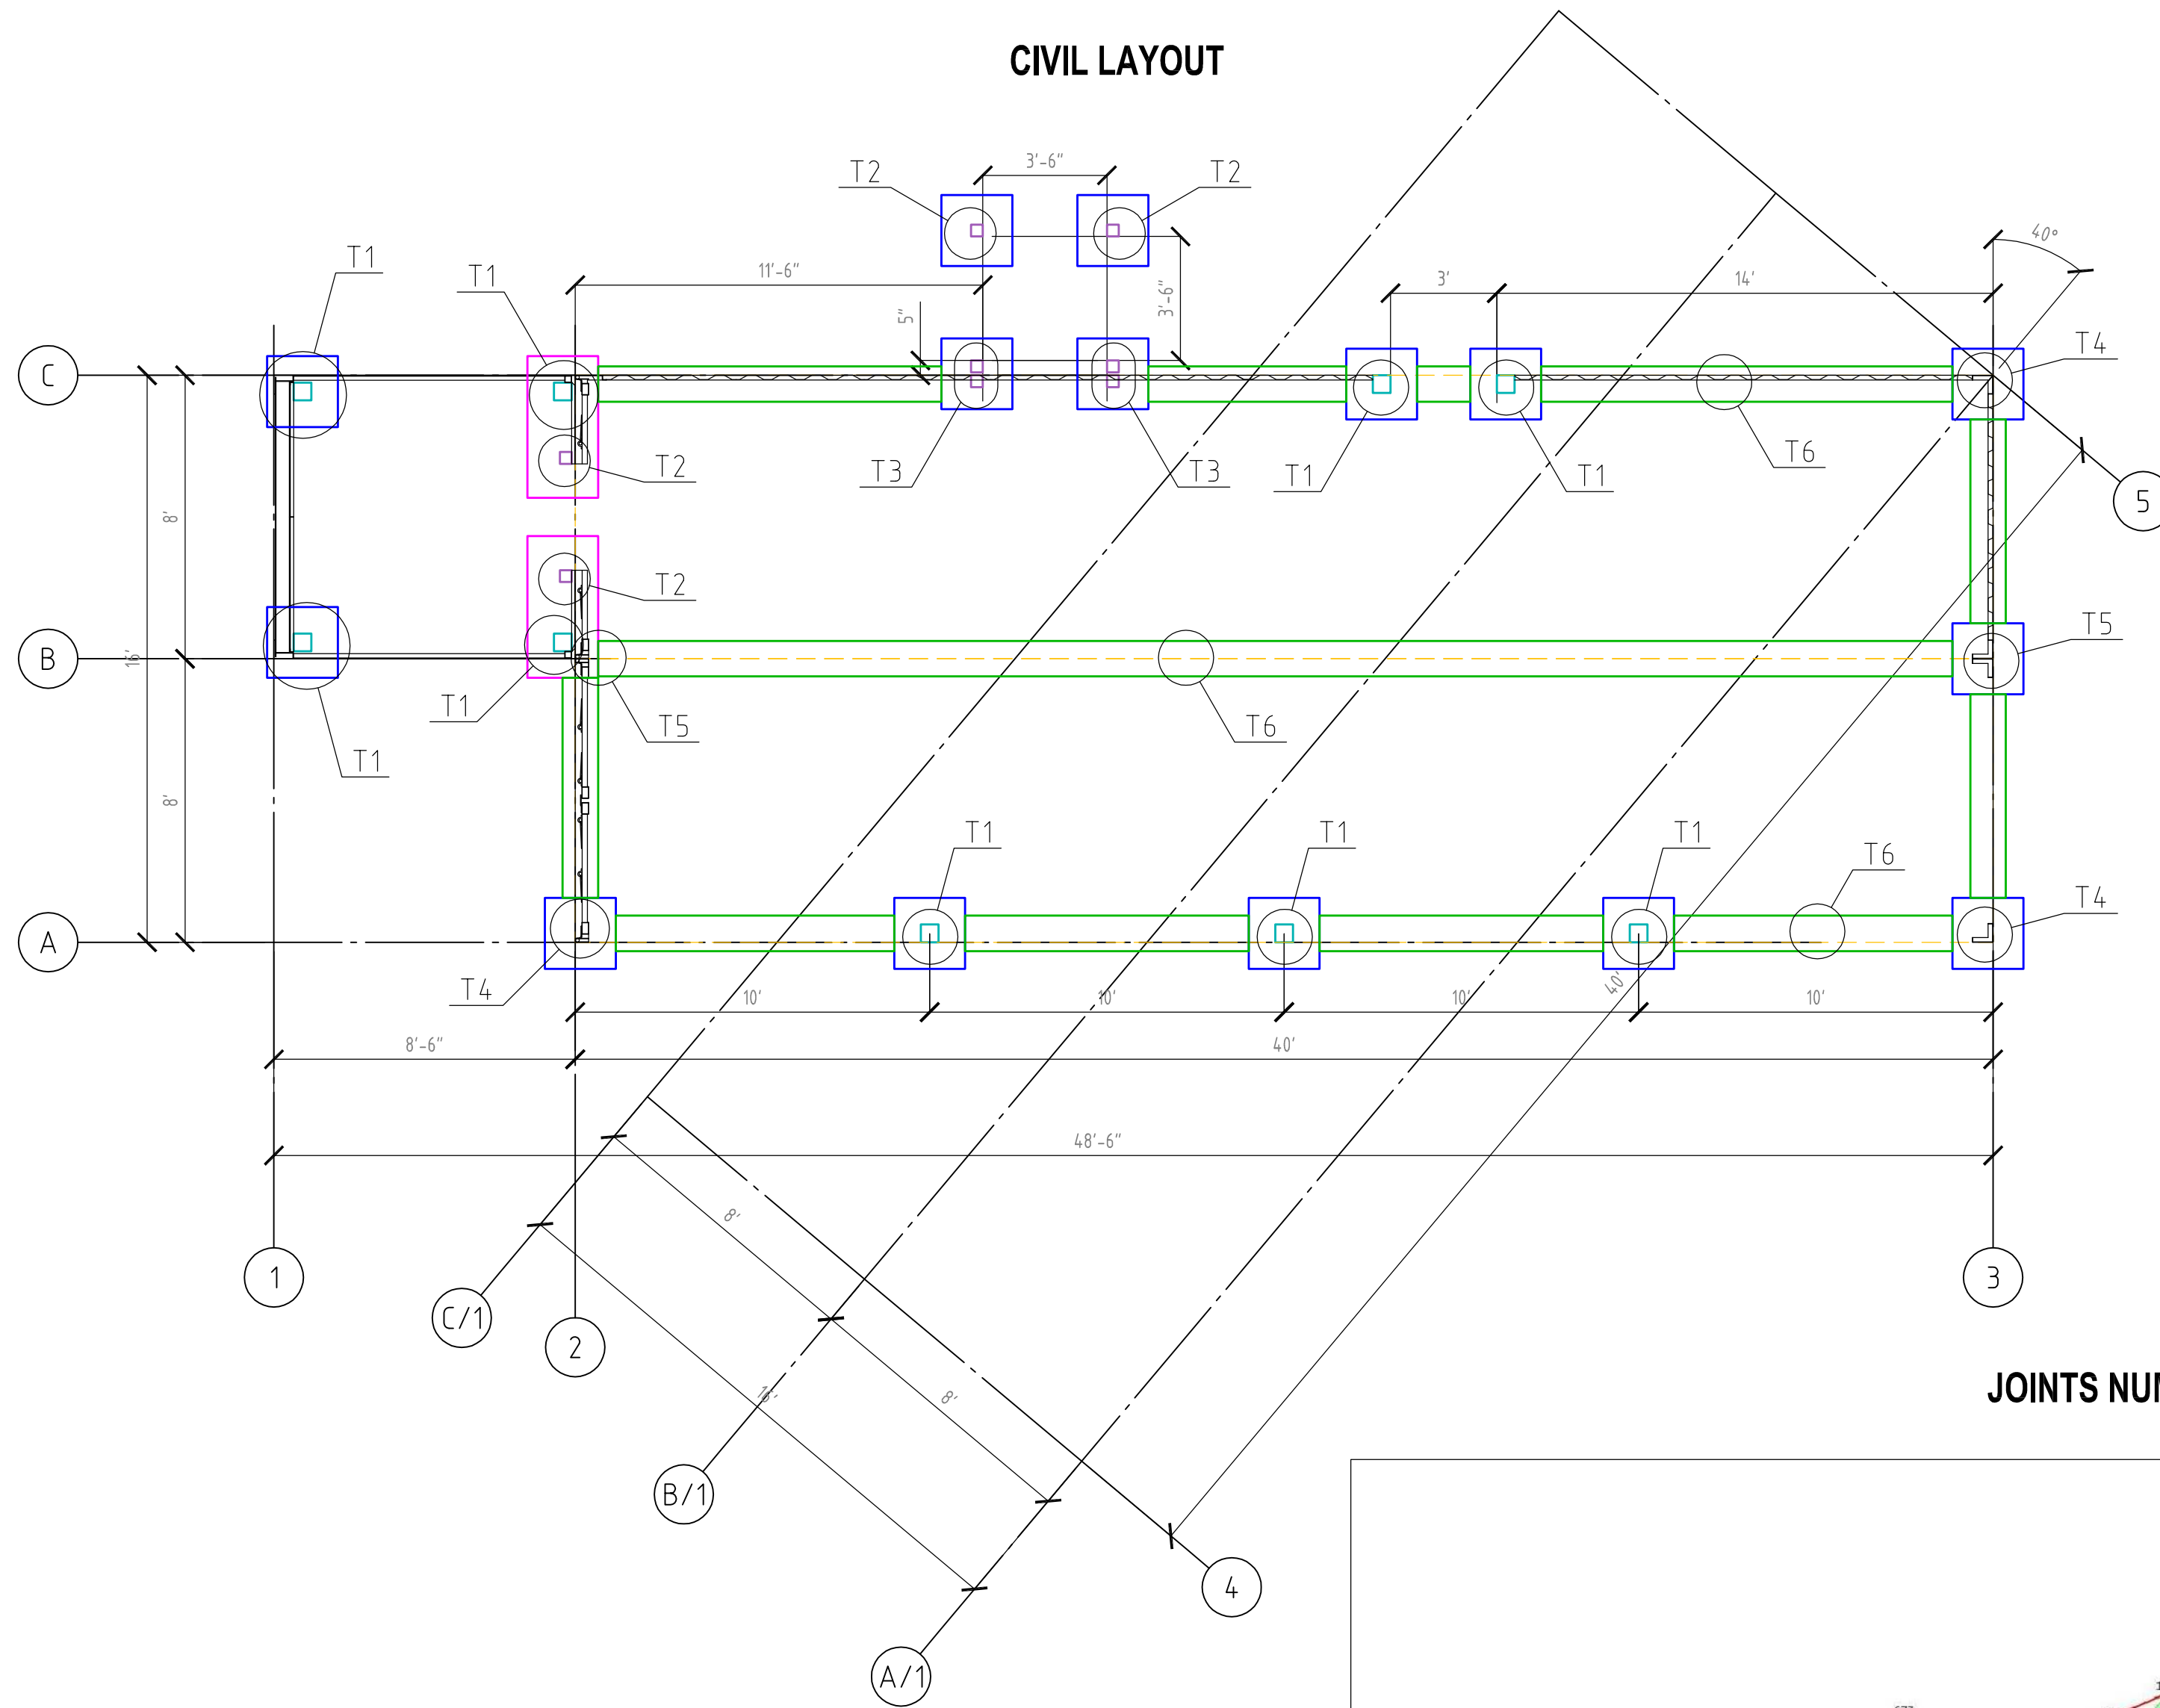 CIVIL LAYOUT
T2
3'-6"
T2
T1
T1
11'-6"
3'-6"
5"
3'
14'
40°
C
T4
T2
T3
T3
T1
T1
T6
5
8'
8'
16'
B
T2
T5
T1
T5
T6
T1
T1
T1
T1
T6
T4
A
T4
10'
10'
10'
40'
10'
8'-6"
40'
48'-6"
8'
1
C/1
2
3
16'
8'
B/1
4
A/1
JOINTS NUM